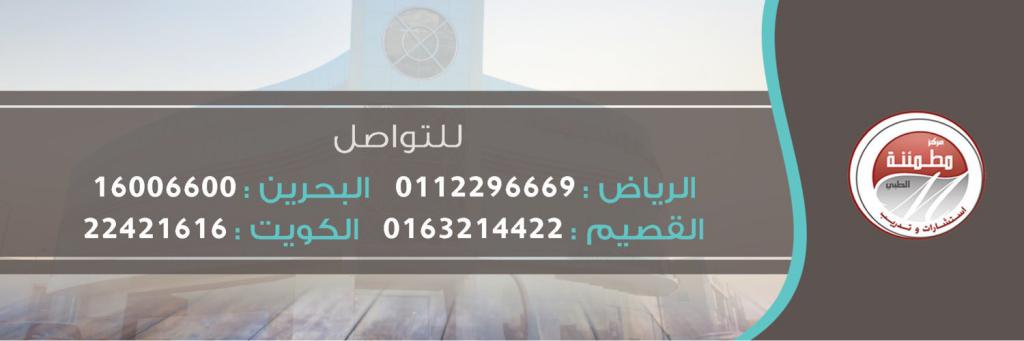 للتواصل
الرياض : 0112296669 البحرين : 16006600
القصيم : 0163214422 الكويت : 22421616
مركز
مطمئنة
الطبي
استشارات و تدريب